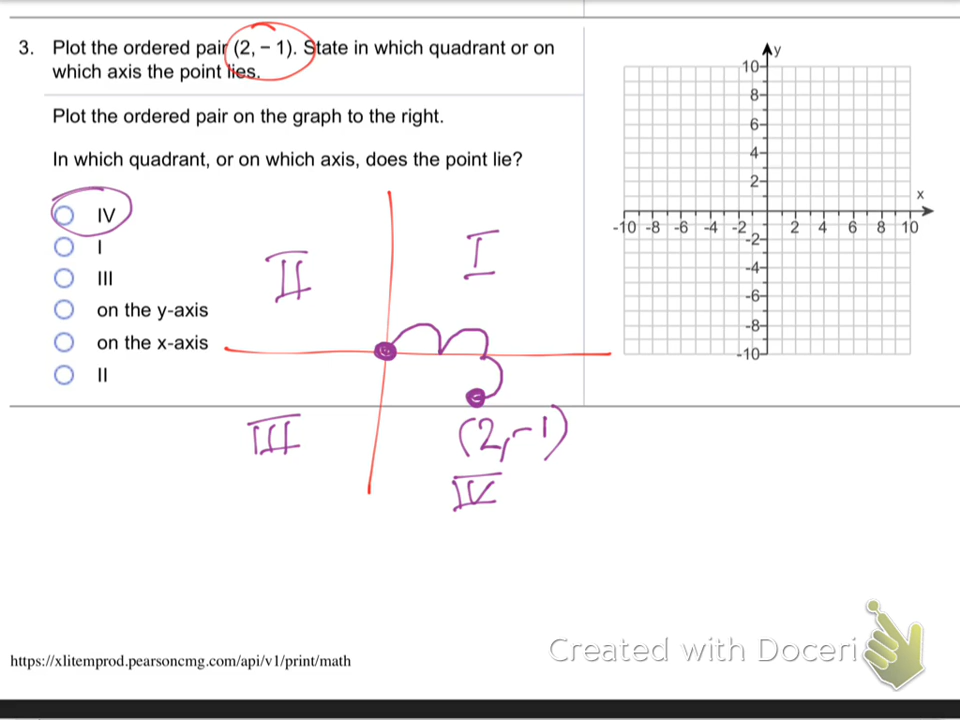 3. Plot the ordered pair (2, − 1). State in which quadrant or on
which axis the point lies.
Plot the ordered pair on the graph to the right.
In which quadrant, or on which axis, does the point lie?
IV
I
III
on the y-axis
on the x-axis
II
II
I
III
(2,-1)
IV
y
10
8
6
4
2
x
-10 -8 -6 -4 -2 2 4 6 8 10
-2
-4
-6
-8
-10
https://xlitemprod.pearsoncmg.com/api/v1/print/math
Created with Doceri